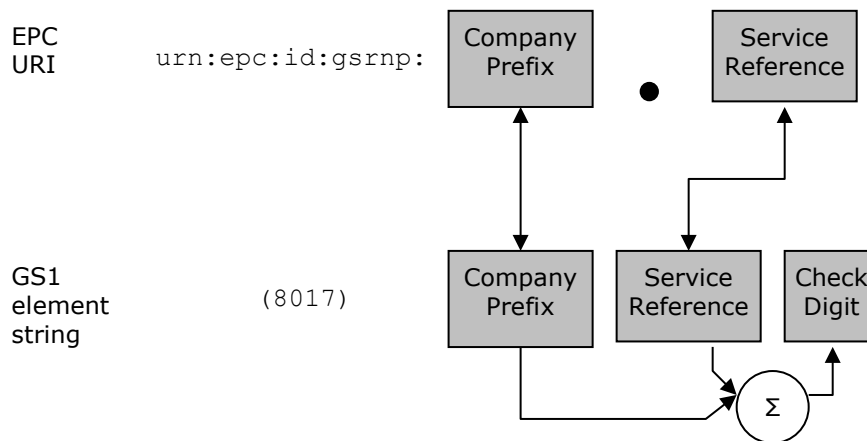 EPC
URI
urn:epc:id:gsrnp:
Company
Prefix
●
Service
Reference
GS1
element
string
(8017)
Company
Prefix
Service
Reference
Check
Digit
Σ